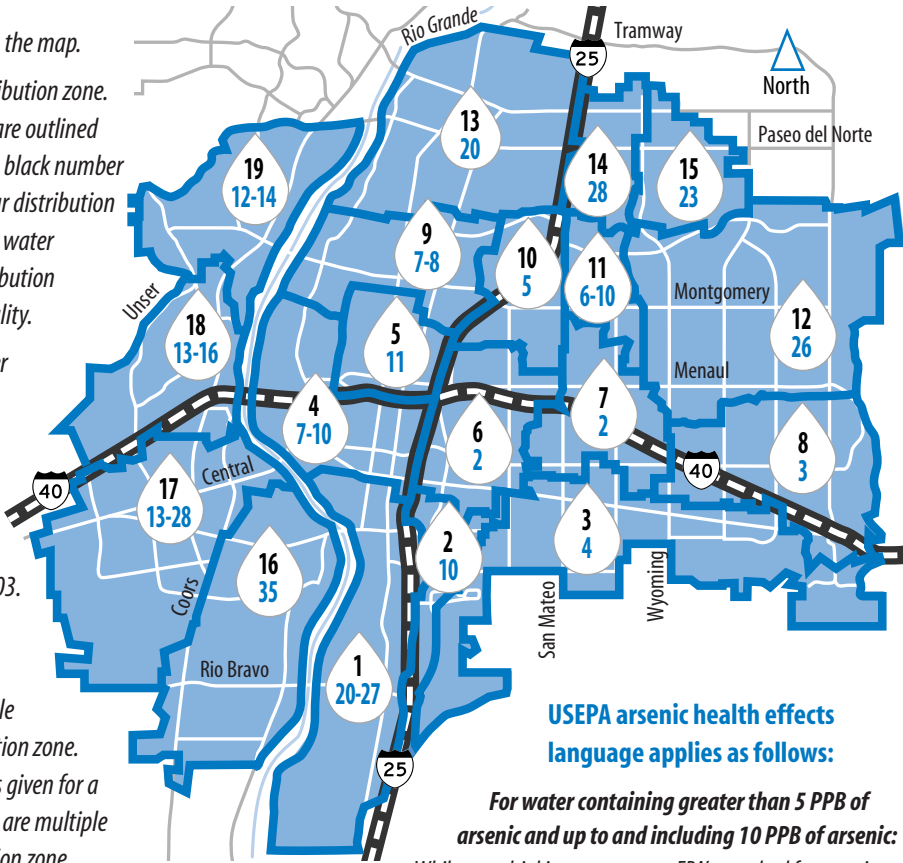 the map.
ibution zone.
are outlined
black number
r distribution
water
ibution
ality.
er
03.
le
tion zone.
s given for a
are multiple
ion zone
Rio Grande
25
Tramway
North
Paseo del Norte
13
20
14
28
15
23
19
12-14
9
7-8
10
5
11
6-10
Montgomery
12
26
Unser
18
13-16
5
11
Menaul
4
7-10
7
2
6
2
8
3
40
40
Central
17
13-28
2
10
3
4
16
35
Coors
San Mateo
Wyoming
Rio Bravo
1
20-27
25
USEPA arsenic health effects
language applies as follows:
For water containing greater than 5 PPB of
arsenic and up to and including 10 PPB of arsenic: